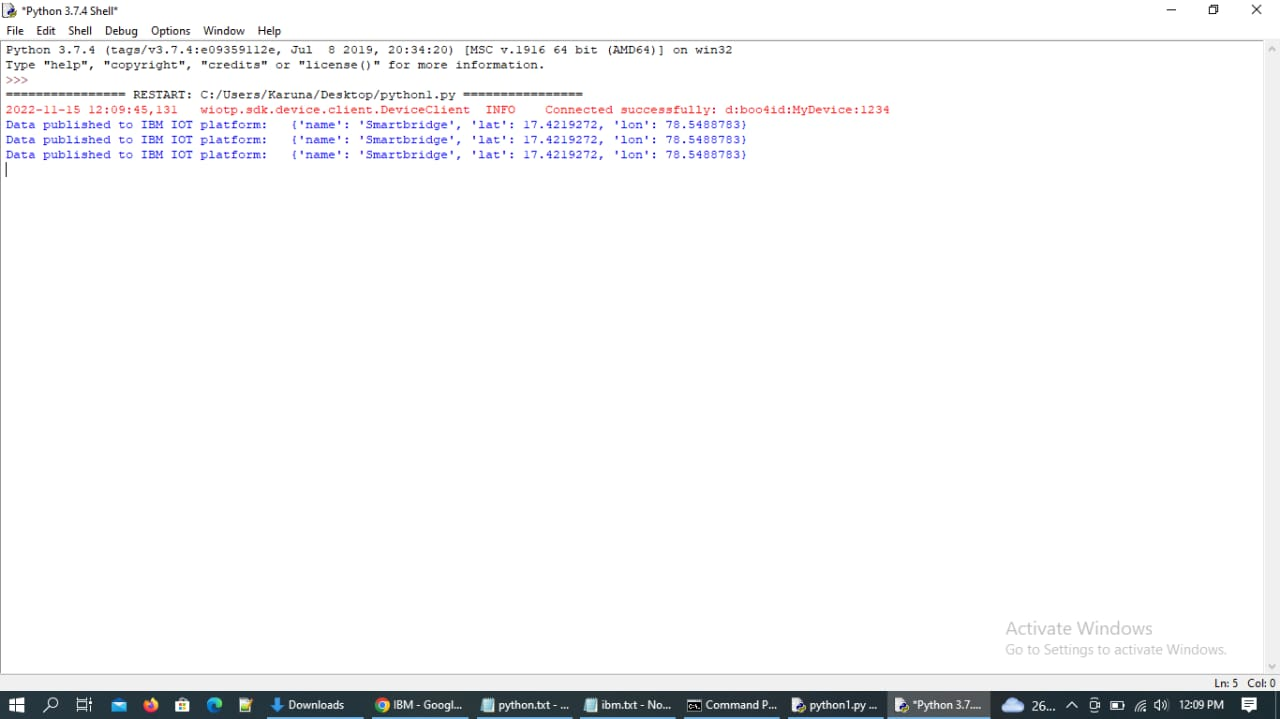 *Python 3.7.4 Shell*
File Edit Shell Debug Options Window Help
Python 3.7.4 (tags/v3.7.4:e09359112e, Jul  8 2019, 20:34:20) [MSC v.1916 64 bit (AMD64)] on win32
Type "help", "copyright", "credits" or "license()" for more information.
>>>
================ RESTART: C:/Users/Karuna/Desktop/python1.py ================
2022-11-15 12:09:45,131   wiotp.sdk.device.client.DeviceClient  INFO    Connected successfully: d:boo4id:MyDevice:1234
Data published to IBM IOT platform:   {'name': 'Smartbridge', 'lat': 17.4219272, 'lon': 78.5488783}
Data published to IBM IOT platform:   {'name': 'Smartbridge', 'lat': 17.4219272, 'lon': 78.5488783}
Data published to IBM IOT platform:   {'name': 'Smartbridge', 'lat': 17.4219272, 'lon': 78.5488783}
Activate Windows
Go to Settings to activate Windows.
Ln: 5 Col: 0
Downloads IBM - Googl... python.txt - ... ibm.txt - No... Command P... python1.py ... *Python 3.7.... 26... 12:09 PM